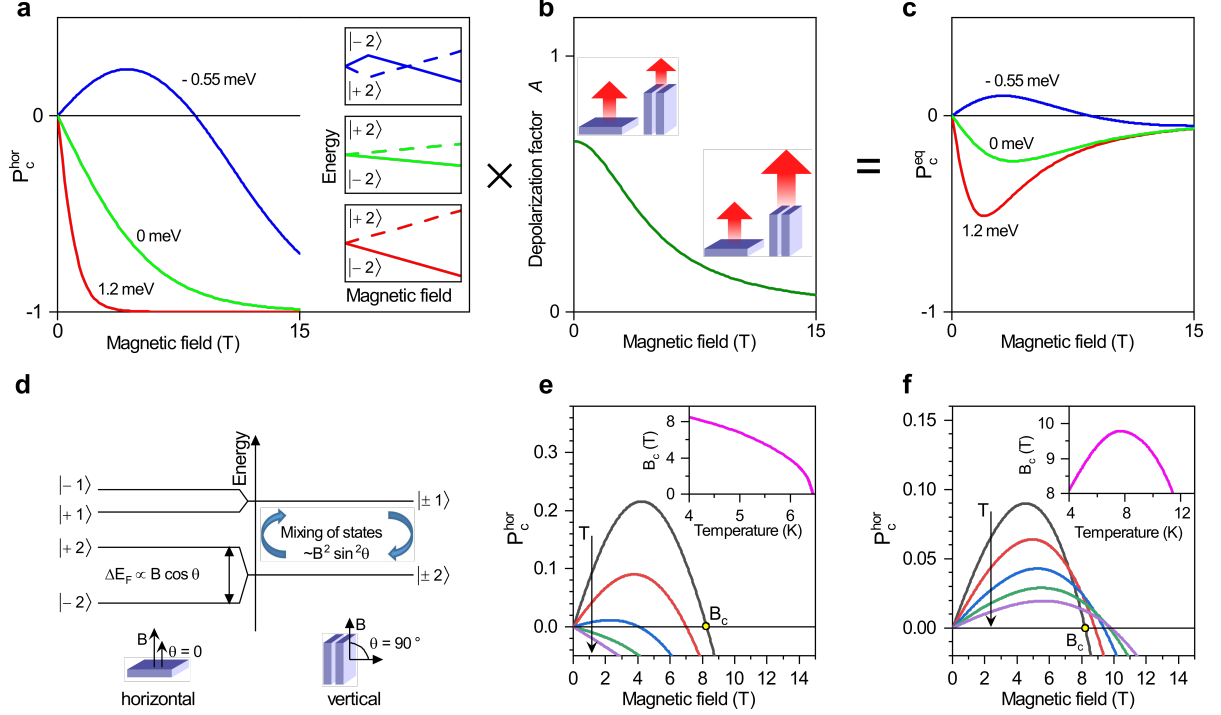 a
0
-1
0
15
P_c^hor
Magnetic field (T)
- 0.55 meV
0 meV
1.2 meV
|− 2⟩
|+ 2⟩
|+ 2⟩
|− 2⟩
|+ 2⟩
|− 2⟩
Energy
Magnetic field
×
b
1
0
0
15
Depolarization factor A
Magnetic field (T)
=
c
0
-1
0
15
P_c^eq
Magnetic field (T)
- 0.55 meV
0 meV
1.2 meV
d
Energy
|− 1⟩
|+ 1⟩
|+ 2⟩
|− 2⟩
|± 1⟩
|± 2⟩
Mixing of states
~B² sin²θ
ΔE_F ∝ B cos θ
B
θ = 0
horizontal
B
θ = 90 °
vertical
e
0.3
0.2
0.1
0.0
0 2 4 6 8 10 12 14
P_c^hor
Magnetic field (T)
T
B_c
8
4
0
4 5 6
B_c (T)
Temperature (K)
f
0.15
0.10
0.05
0.00
0 2 4 6 8 10 12 14
P_c^hor
Magnetic field (T)
T
B_c
10
9
8
4 8 12
B_c (T)
Temperature (K)